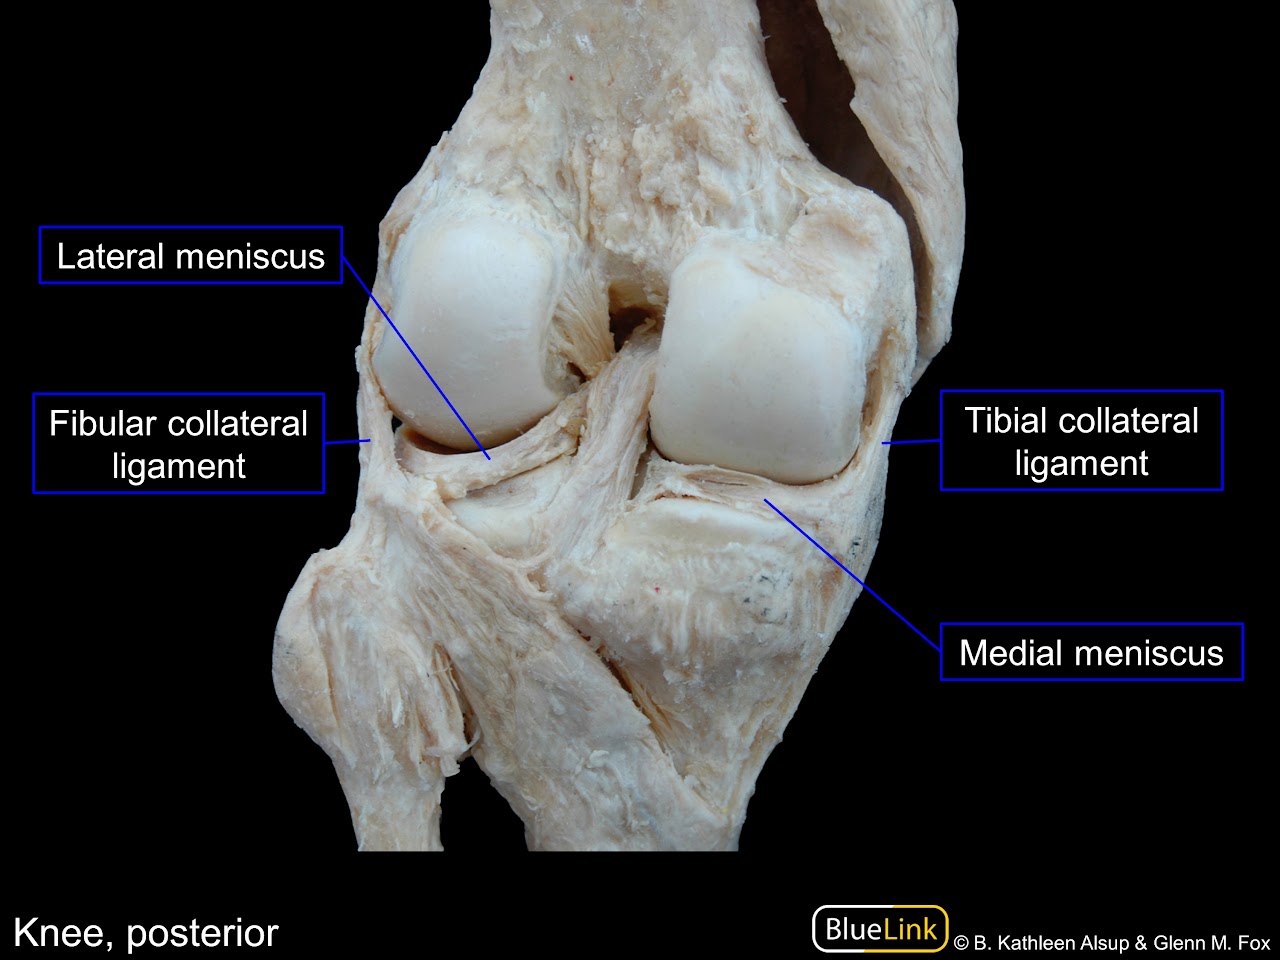 Lateral meniscus
Fibular collateral
ligament
Tibial collateral
ligament
Medial meniscus
Knee, posterior
BlueLink
© B. Kathleen Alsup & Glenn M. Fox